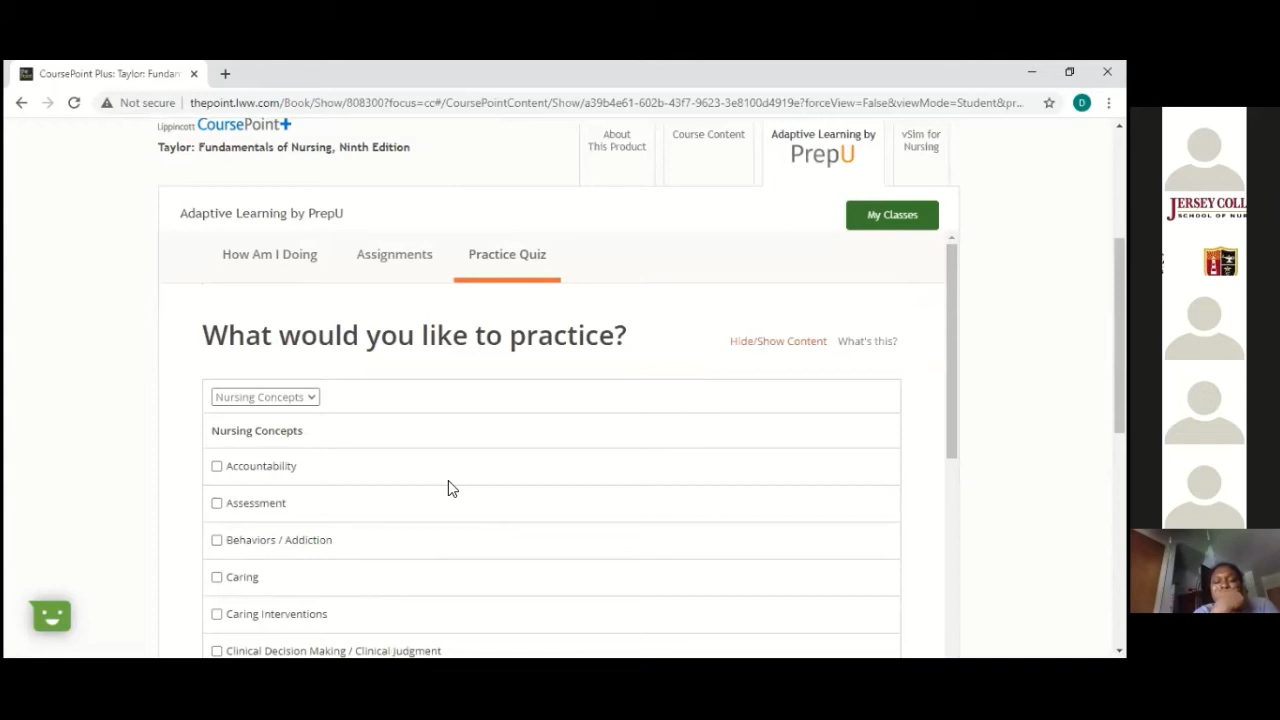 CoursePoint Plus: Taylor: Fundam
Not secure
thepoint.lww.com/Book/Show/808300?focus=cc#/CoursePointContent/Show/a39b4e61-602b-43f7-9623-3e8100d4919e?forceView=False&viewMode=Student&pr...
D
Lippincott CoursePoint+
Taylor: Fundamentals of Nursing, Ninth Edition
About
This Product
Course Content
Adaptive Learning by
PrepU
vSim for
Nursing
Adaptive Learning by PrepU
My Classes
How Am I Doing
Assignments
Practice Quiz
What would you like to practice?
Hide/Show Content
What's this?
Nursing Concepts
Nursing Concepts
Accountability
Assessment
Behaviors / Addiction
Caring
Caring Interventions
Clinical Decision Making / Clinical Judgment
JERSEY COLL
SCHOOL OF NUR